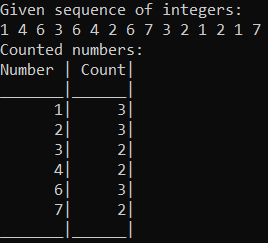 Given sequence of integers:
1 4 6 3 6 4 2 6 7 3 2 1 2 1 7
Counted numbers:
Number | Count|
_______|______|
      1|     3|
      2|     3|
      3|     2|
      4|     2|
      6|     3|
      7|     2|
_______|______|